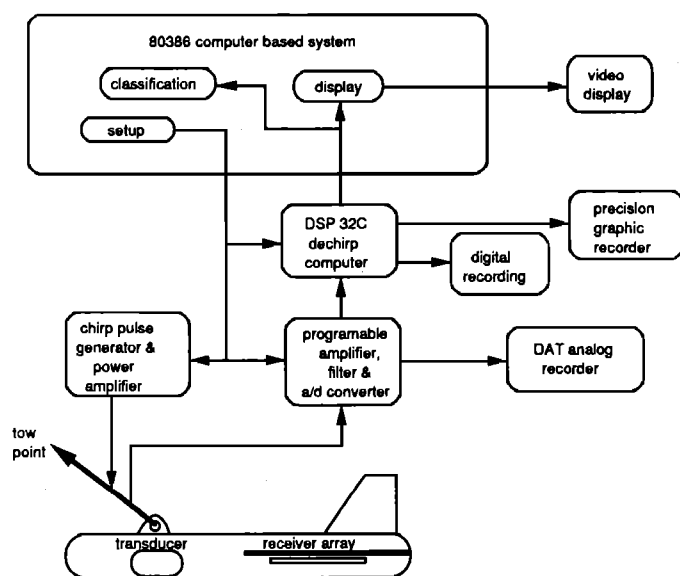 80386 computer based system
classification
display
video
display
setup
DSP 32C
dechirp
computer
precision
graphic
recorder
digital
recording
chirp pulse
generator &
power
amplifier
programable
amplifier,
filter &
a/d converter
DAT analog
recorder
tow
point
transducer
receiver array